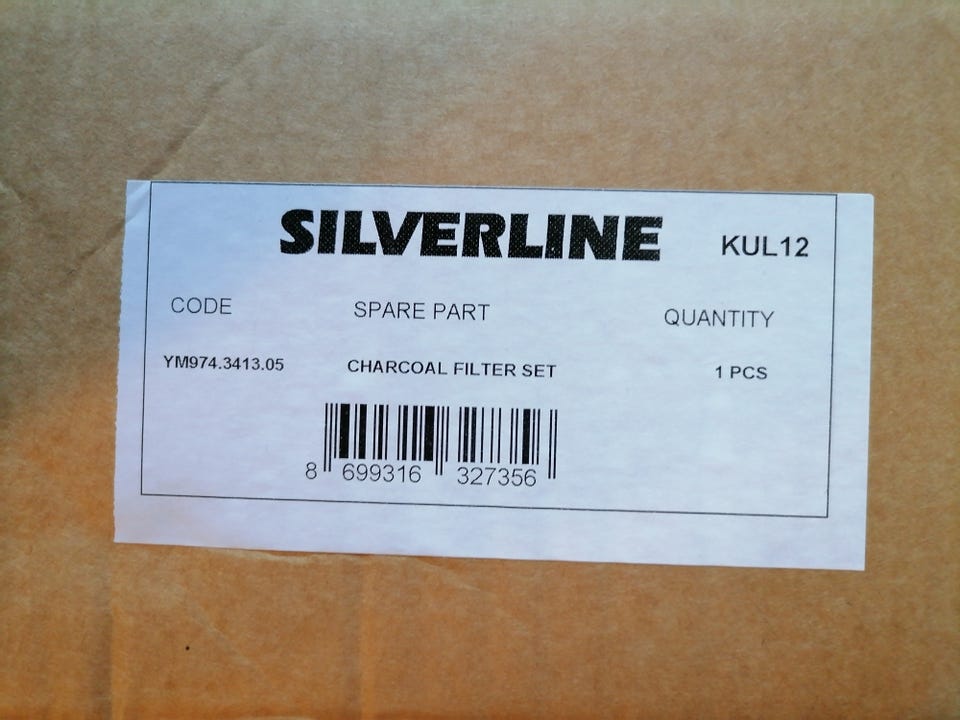 SILVERLINE KUL12
CODE SPARE PART QUANTITY
YM974.3413.05 CHARCOAL FILTER SET 1 PCS
8 699316 327356